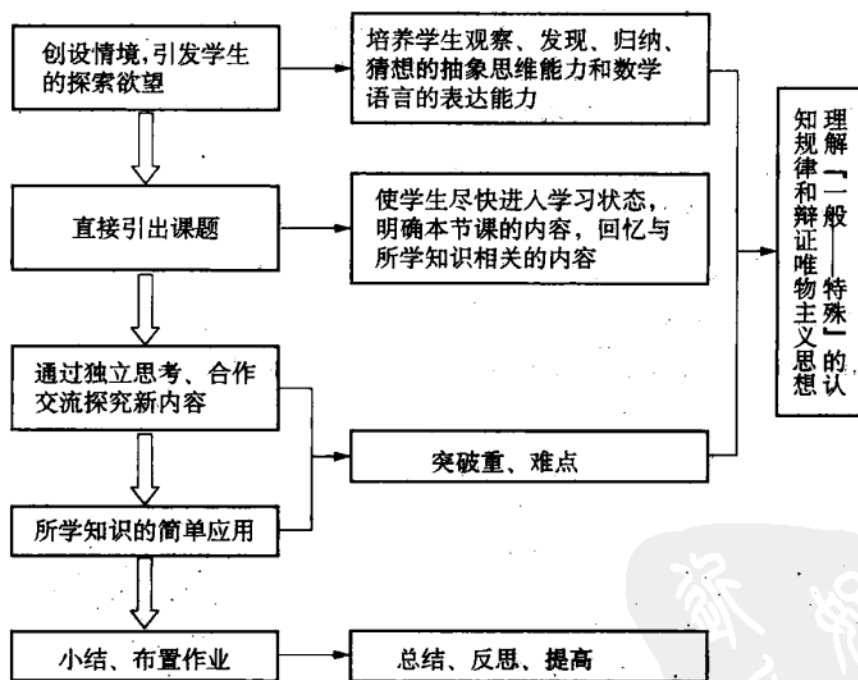 创设情境,引发学生
的探索欲望
培养学生观察、发现、归纳、
猜想的抽象思维能力和数学
语言的表达能力
理解『一般——特殊』的认
知规律和辩证唯物主义思想
直接引出课题
使学生尽快进入学习状态,
明确本节课的内容，回忆与
所学知识相关的内容
通过独立思考、合作
交流探究新内容
突破重、难点
所学知识的简单应用
小结、布置作业
总结、反思、提高